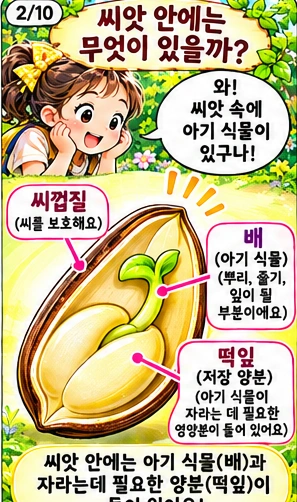 2/10
씨앗 안에는
무엇이 있을까?
와!
씨앗 속에
아기 식물이
있구나!
씨껍질
(씨를 보호해요)
배
(아기 식물)
(뿌리, 줄기,
잎이 될
부분이에요)
떡잎
(저장 양분)
(아기 식물이
자라는 데 필요한
영양분이 들어 있어요)
씨앗 안에는 아기 식물(배)과
자라는데 필요한 양분(떡잎)이